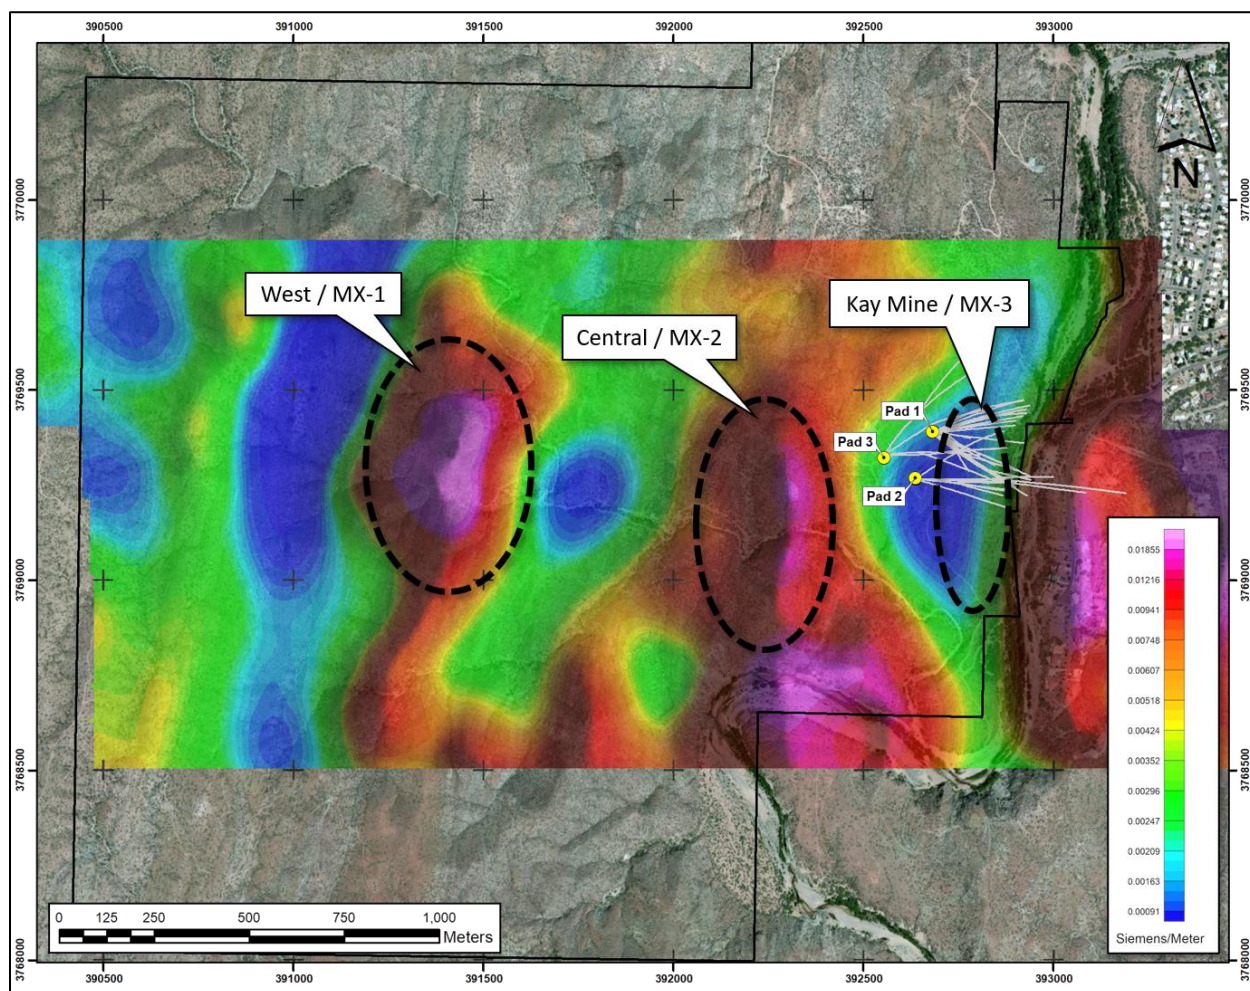 390500 391000 391500 392000 392500 393000
N
3770000 3770000
West / MX-1
Kay Mine / MX-3
Central / MX-2
3769500 3769500
Pad 1
Pad 3
Pad 2
0.01855
0.01216
3769000 3769000
0.00941
0.00748
0.00607
0.00518
0.00424
0.00352
3768500 3768500
0.00296
0.00247
0.00209
0.00163
0.00091
Siemens/Meter
0 125 250 500 750 1,000
Meters
3768000 3768000
390500 391000 391500 392000 392500 393000